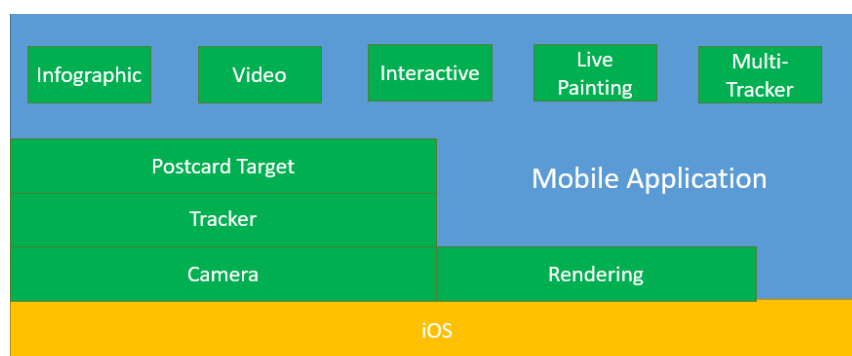 Infographic
Video
Interactive
Live
Painting
Multi-
Tracker
Postcard Target
Mobile Application
Tracker
Camera
Rendering
iOS